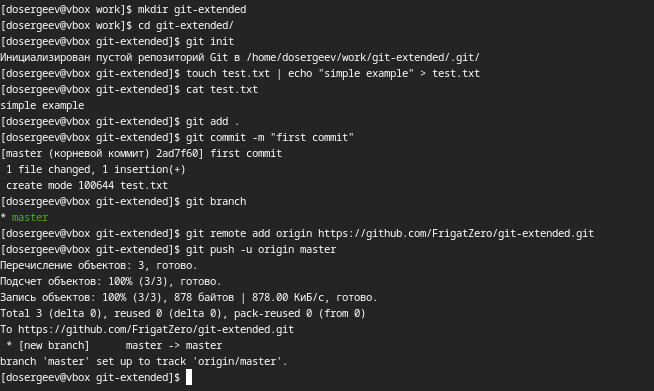 [dosergeev@vbox work]$ mkdir git-extended
[dosergeev@vbox work]$ cd git-extended/
[dosergeev@vbox git-extended]$ git init
Инициализирован пустой репозиторий Git в /home/dosergeev/work/git-extended/.git/
[dosergeev@vbox git-extended]$ touch test.txt | echo "simple example" > test.txt
[dosergeev@vbox git-extended]$ cat test.txt
simple example
[dosergeev@vbox git-extended]$ git add .
[dosergeev@vbox git-extended]$ git commit -m "first commit"
[master (корневой коммит) 2ad7f60] first commit
 1 file changed, 1 insertion(+)
 create mode 100644 test.txt
[dosergeev@vbox git-extended]$ git branch
* master
[dosergeev@vbox git-extended]$ git remote add origin https://github.com/FrigatZero/git-extended.git
[dosergeev@vbox git-extended]$ git push -u origin master
Перечисление объектов: 3, готово.
Подсчет объектов: 100% (3/3), готово.
Запись объектов: 100% (3/3), 878 байтов | 878.00 КиБ/с, готово.
Total 3 (delta 0), reused 0 (delta 0), pack-reused 0 (from 0)
To https://github.com/FrigatZero/git-extended.git
 * [new branch]      master -> master
branch 'master' set up to track 'origin/master'.
[dosergeev@vbox git-extended]$